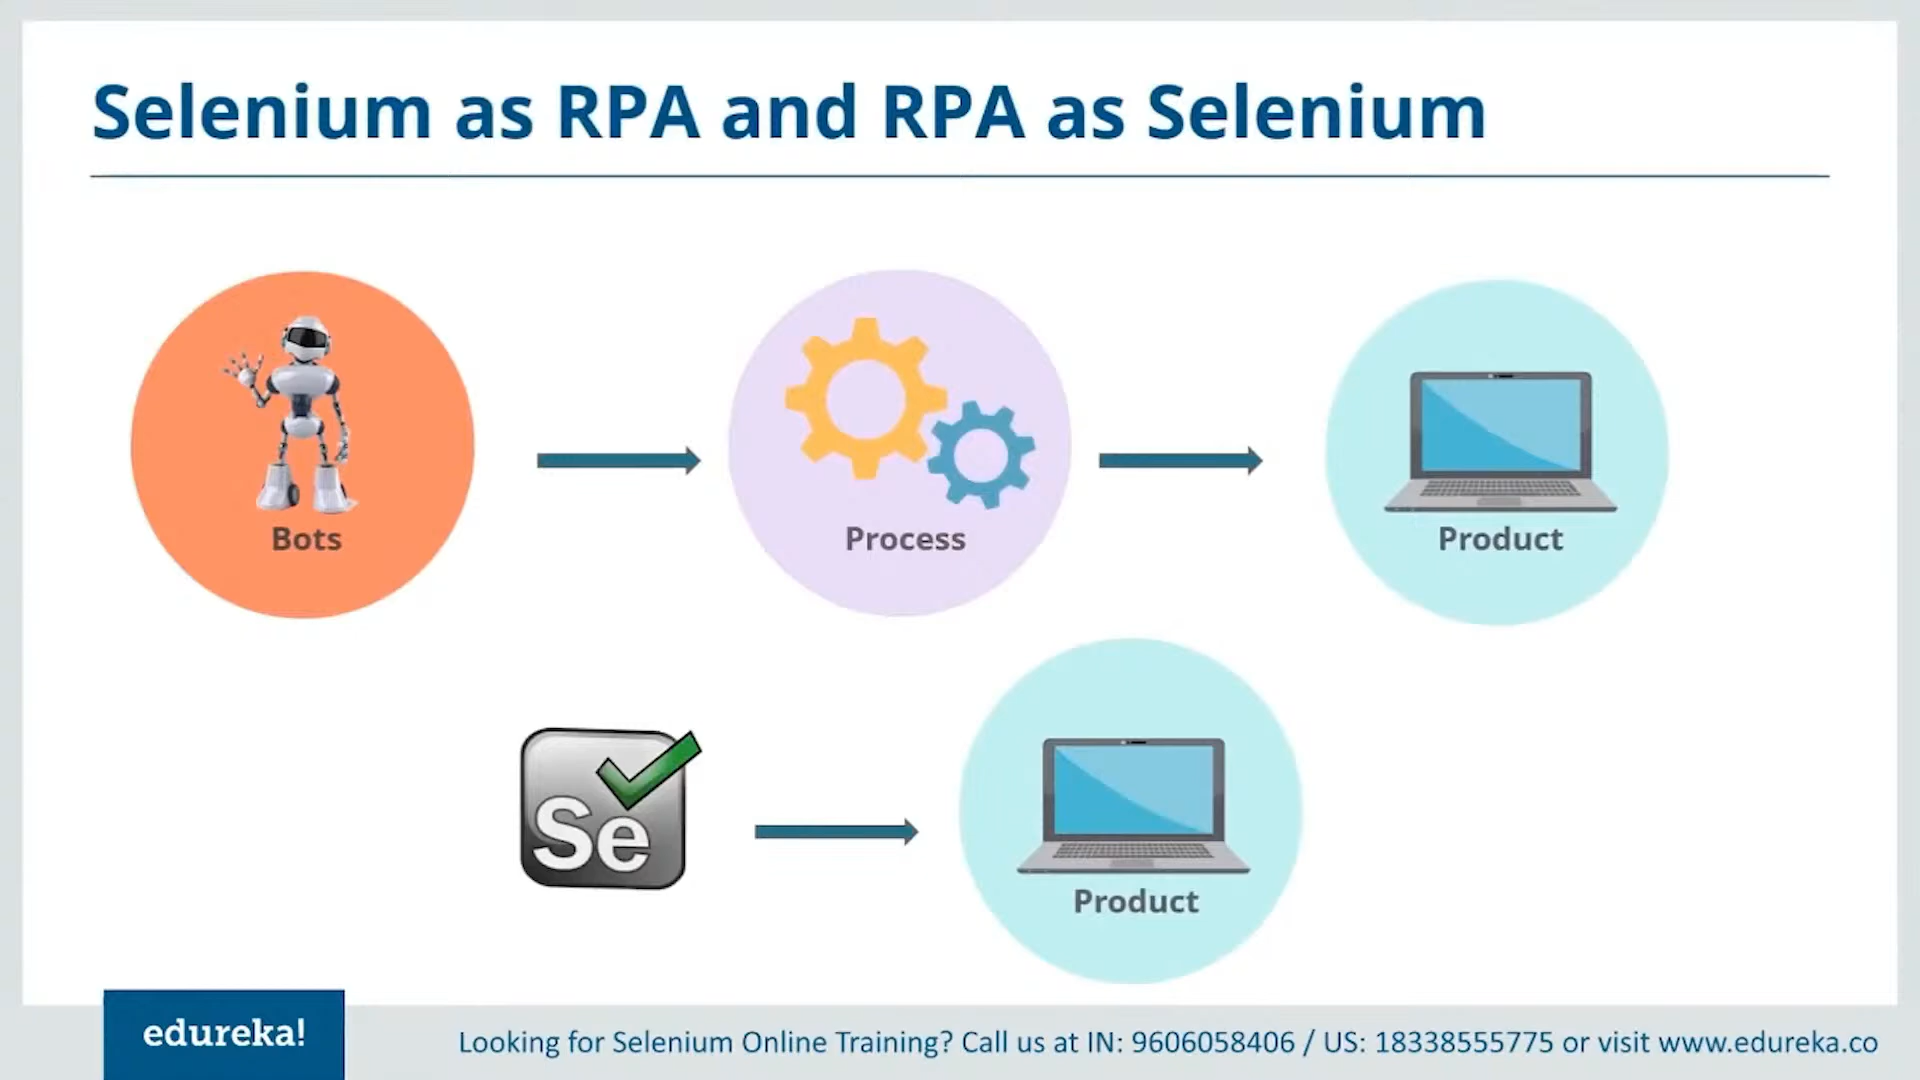 Selenium as RPA and RPA as Selenium
Bots
Process
Product
Se
Product
edureka!
Looking for Selenium Online Training? Call us at IN: 9606058406 / US: 18338555775 or visit www.edureka.co